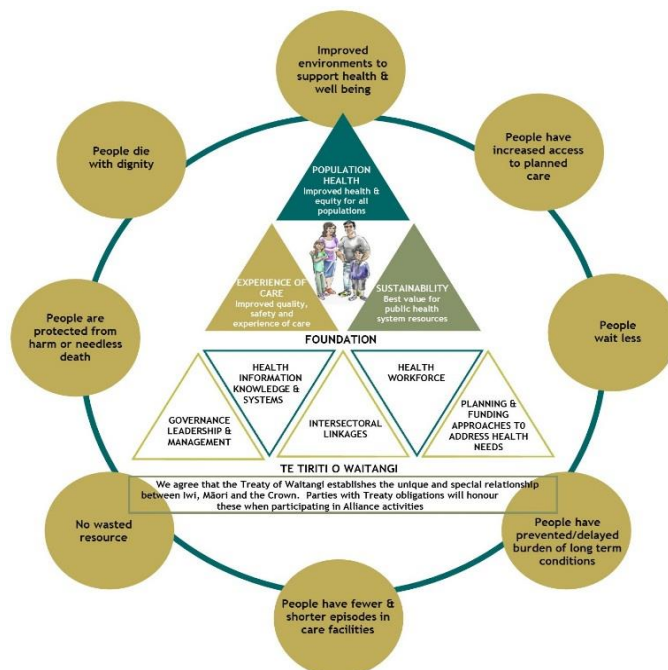 Improved
environments to
support health &
well being
People die
with dignity
People have
increased access
to planned
care
POPULATION
HEALTH
Improved health &
equity for all
populations
EXPERIENCE OF
CARE
Improved quality,
safety and
experience of care
SUSTAINABILITY
Best value for
public health
system resources
People are
protected from
harm or needless
death
People
wait less
FOUNDATION
HEALTH
INFORMATION
KNOWLEDGE &
SYSTEMS
HEALTH
WORKFORCE
GOVERNANCE
LEADERSHIP &
MANAGEMENT
INTERSECTORAL
LINKAGES
PLANNING &
FUNDING
APPROACHES TO
ADDRESS HEALTH
NEEDS
TE TIRITI O WAITANGI
We agree that the Treaty of Waitangi establishes the unique and special relationship
between Iwi, Māori and the Crown. Parties with Treaty obligations will honour
these when participating in Alliance activities
No wasted
resource
People have
prevented/delayed
burden of long term
conditions
People have fewer &
shorter episodes in
care facilities